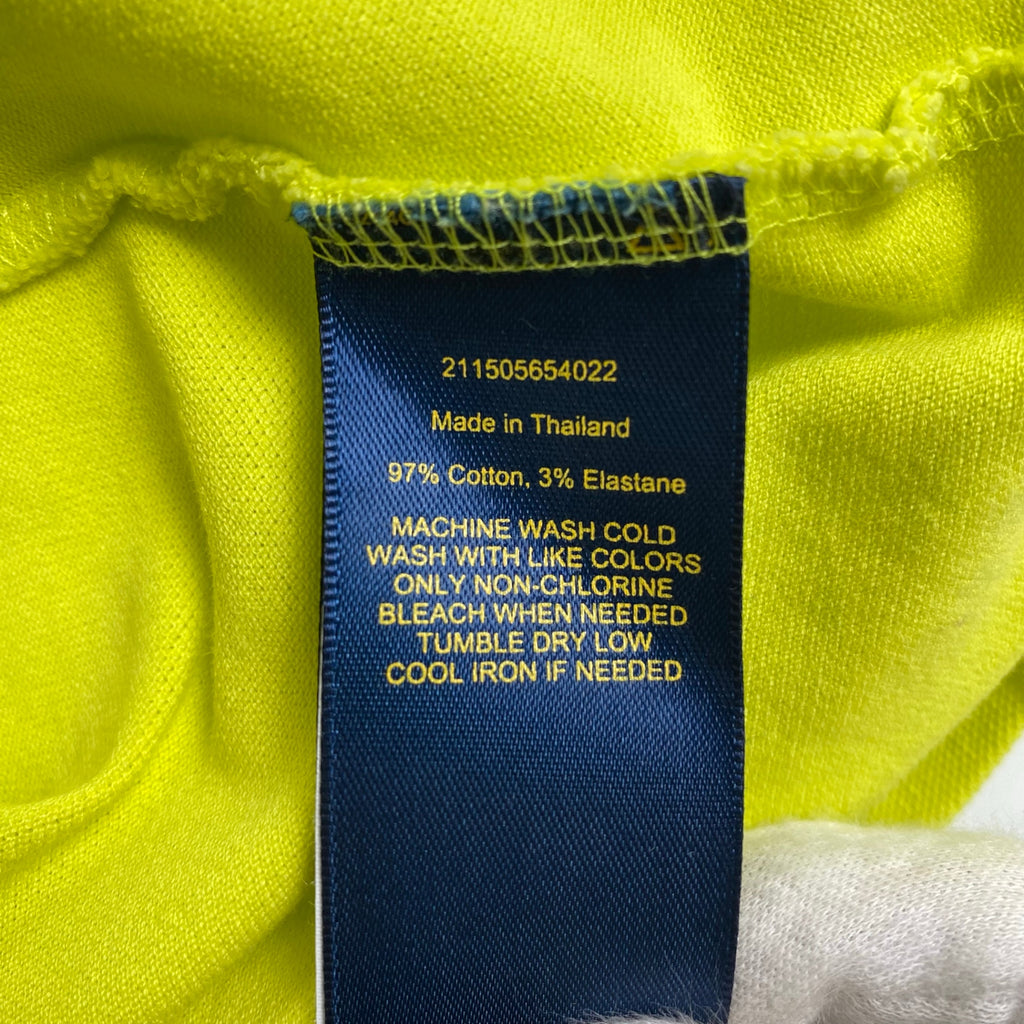 211505654022
Made in Thailand
97% Cotton, 3% Elastane
MACHINE WASH COLD
WASH WITH LIKE COLORS
ONLY NON-CHLORINE
BLEACH WHEN NEEDED
TUMBLE DRY LOW
COOL IRON IF NEEDED